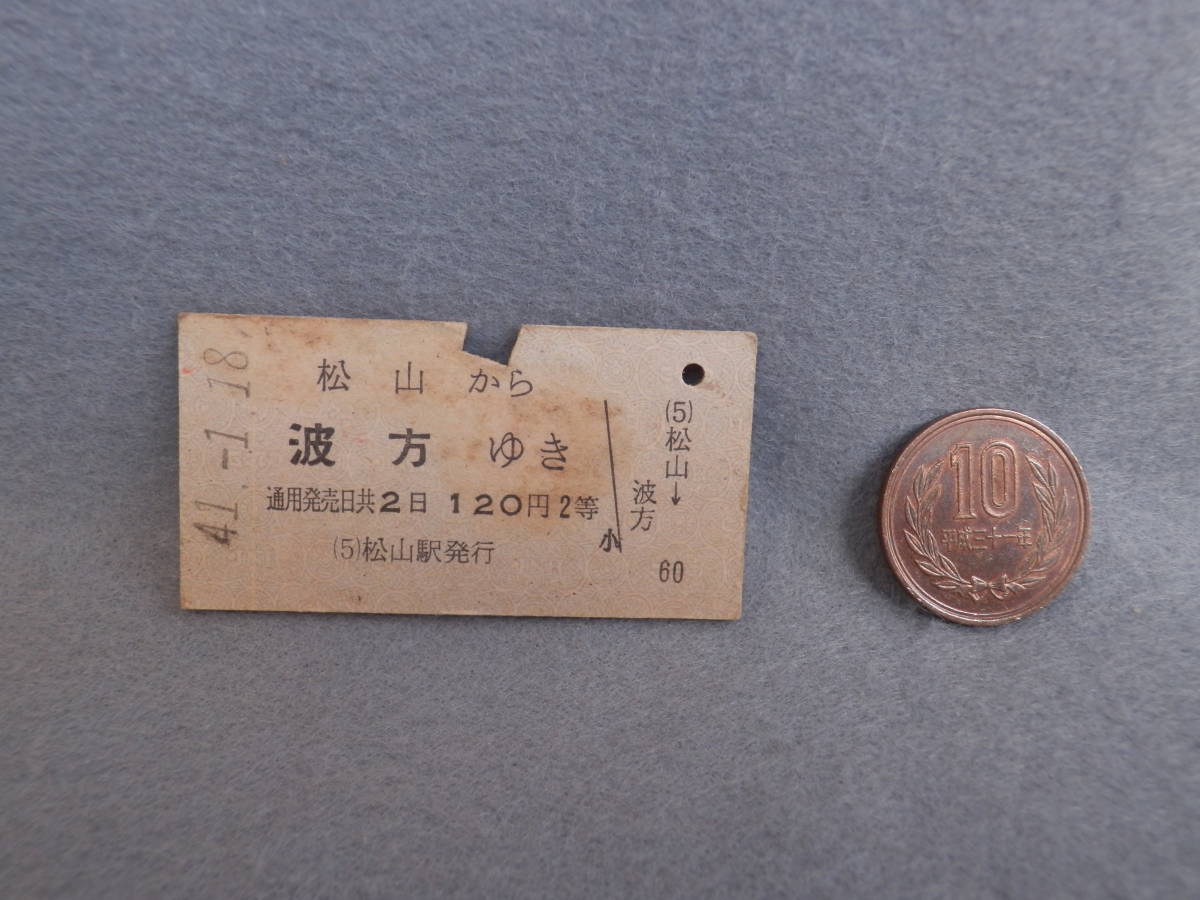 41.-1.18
松山から
波方ゆき
通用発売日共2日 120円2等
(5)松山駅発行
小
(5)松山→
波方
60
10
平成三十一年